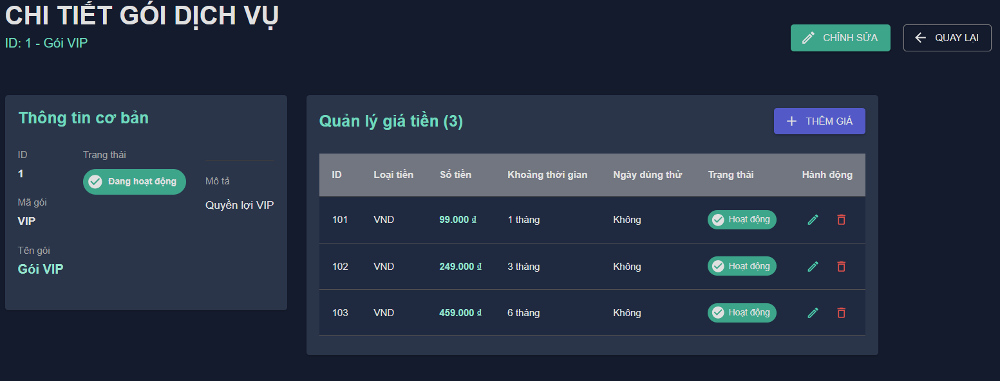 CHI TIẾT GÓI DỊCH VỤ
ID: 1 - Gói VIP
CHỈNH SỬA
QUAY LẠI
Thông tin cơ bản
ID
1
Mã gói
VIP
Tên gói
Gói VIP
Trạng thái
Đang hoạt động
Mô tả
Quyền lợi VIP
Quản lý giá tiền (3)
THÊM GIÁ
ID Loại tiền Số tiền Khoảng thời gian Ngày dùng thử Trạng thái Hành động
101 VND 99.000 ₫ 1 tháng Không Hoạt động
102 VND 249.000 ₫ 3 tháng Không Hoạt động
103 VND 459.000 ₫ 6 tháng Không Hoạt động